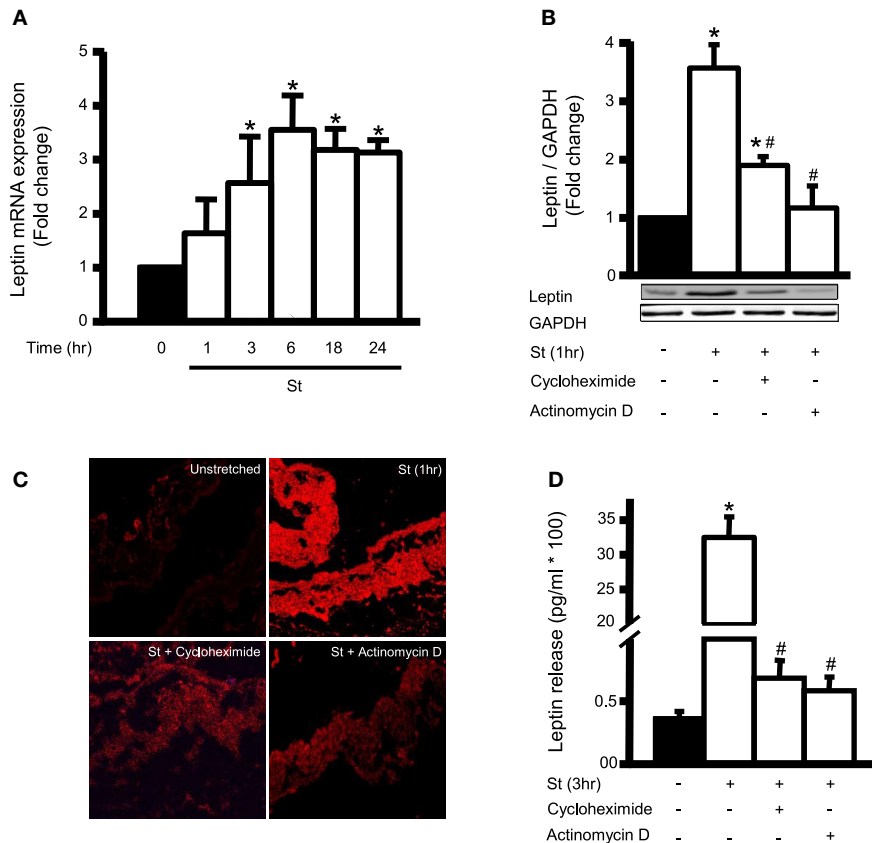 A
Leptin mRNA expression
(Fold change)
5
4
3
2
1
0
* * * *
Time (hr) 0 1 3 6 18 24
St
B
Leptin / GAPDH
(Fold change)
4
3
2
1
0
*
* #
#
Leptin
GAPDH
St (1hr) - + + +
Cycloheximide - - + -
Actinomycin D - - - +
C
Unstretched
St (1hr)
St + Cycloheximide
St + Actinomycin D
D
Leptin release (pg/ml * 100)
35
30
25
20
0.5
00
*
#
#
St (3hr) - + + +
Cycloheximide - - + -
Actinomycin D - - - +